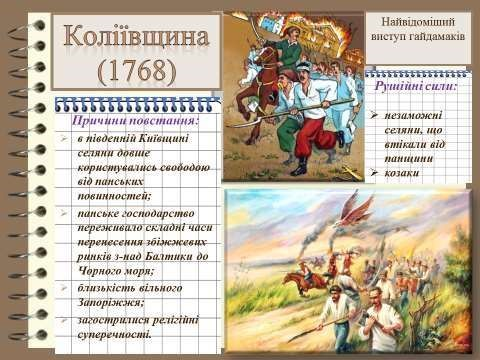 Коліївщина
(1768)
Найвідоміший
виступ гайдамаків
Причини повстання:
в південній Київщині
селяни довше
користувались свободою
від панських
повинностей;
панське господарство
переживало складні часи
перенесення збіжжевих
ринків з-над Балтики до
Чорного моря;
близькість вільного
Запоріжжя;
загострилися релігійні
суперечності.
Рушійні сили:
незаможні
селяни, що
втікали від
панщини
козаки